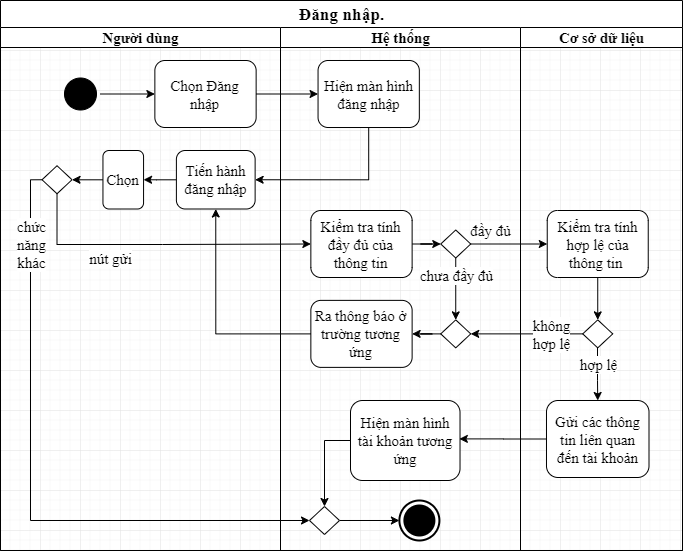 Đăng nhập.
Người dùng
Hệ thống
Cơ sở dữ liệu
Chọn Đăng
nhập
Hiện màn hình
đăng nhập
Tiến hành
đăng nhập
Chọn
chức
năng
khác
nút gửi
Kiểm tra tính
đầy đủ của
thông tin
đầy đủ
Kiểm tra tính
hợp lệ của
thông tin
chưa đầy đủ
Ra thông báo ở
trường tương
ứng
không
hợp lệ
hợp lệ
Hiện màn hình
tài khoản tương
ứng
Gửi các thông
tin liên quan
đến tài khoản